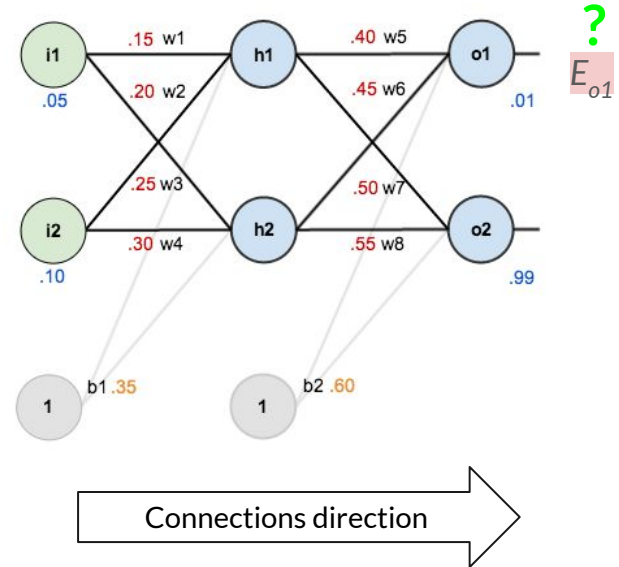 ?
i1 .15 w1 h1 .40 w5 o1 E_o1
.05 .20 w2 .45 w6 .01
.25 w3 .50 w7
i2 .30 w4 h2 .55 w8 o2
.10 .99
1 b1 .35 1 b2 .60
Connections direction